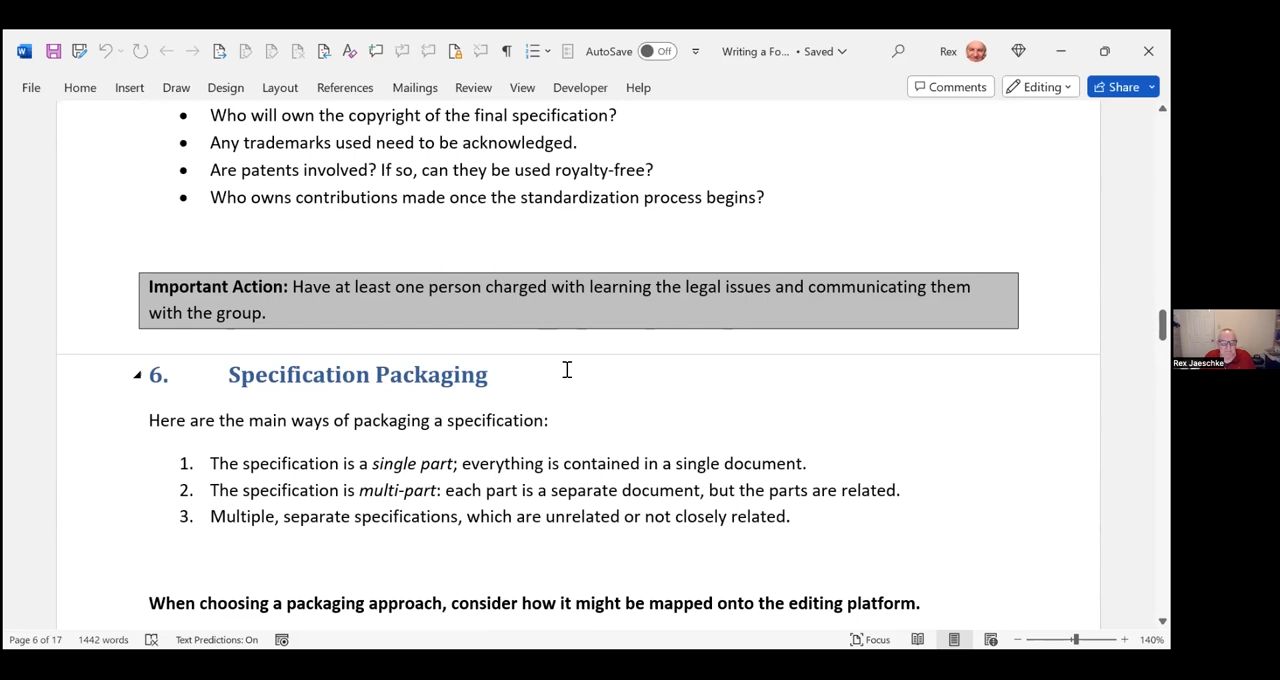 AutoSave Off Writing a Fo... • Saved Rex
File Home Insert Draw Design Layout References Mailings Review View Developer Help Comments Editing Share
• Who will own the copyright of the final specification?
• Any trademarks used need to be acknowledged.
• Are patents involved? If so, can they be used royalty-free?
• Who owns contributions made once the standardization process begins?
Important Action: Have at least one person charged with learning the legal issues and communicating them
with the group.
6. Specification Packaging
Rex Jaeschke
Here are the main ways of packaging a specification:
1. The specification is a single part; everything is contained in a single document.
2. The specification is multi-part: each part is a separate document, but the parts are related.
3. Multiple, separate specifications, which are unrelated or not closely related.
When choosing a packaging approach, consider how it might be mapped onto the editing platform.
Page 6 of 17 1442 words Text Predictions: On Focus 140%